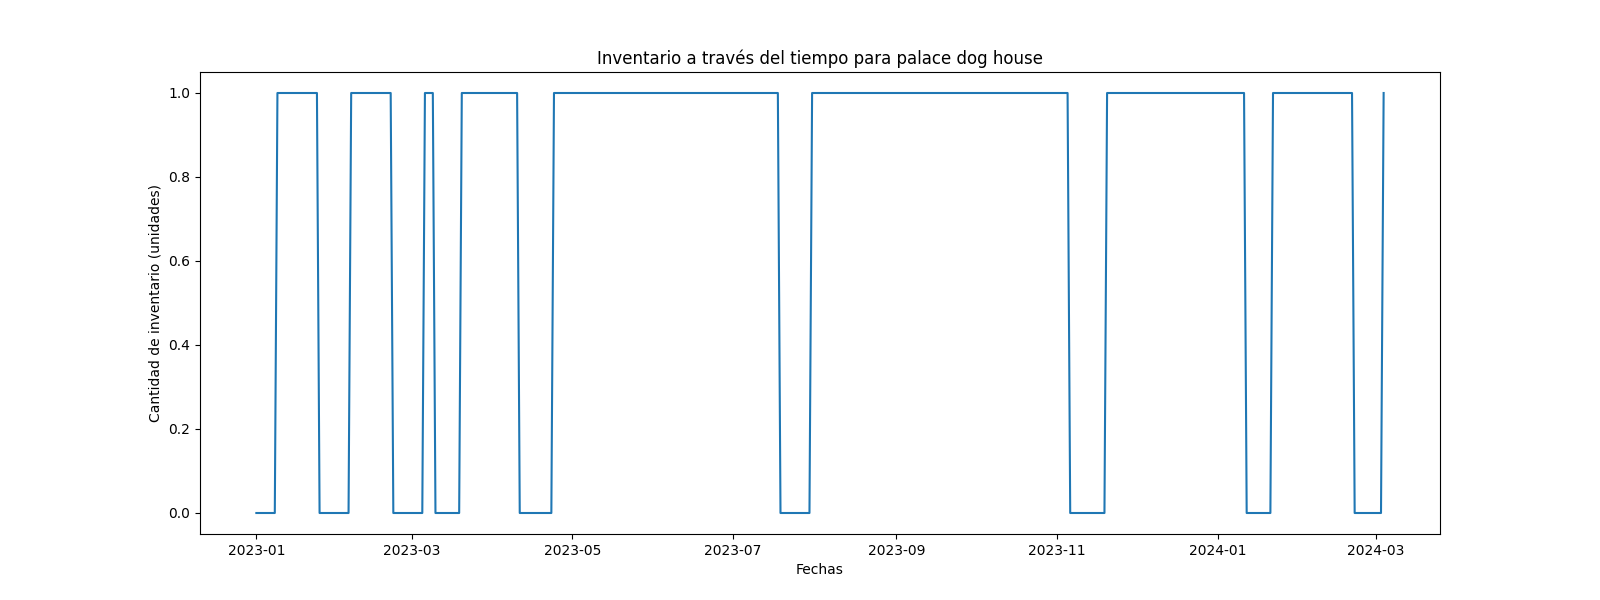 Inventario a través del tiempo para palace dog house
Cantidad de inventario (unidades)
1.0
0.8
0.6
0.4
0.2
0.0
2023-01 2023-03 2023-05 2023-07 2023-09 2023-11 2024-01 2024-03
Fechas